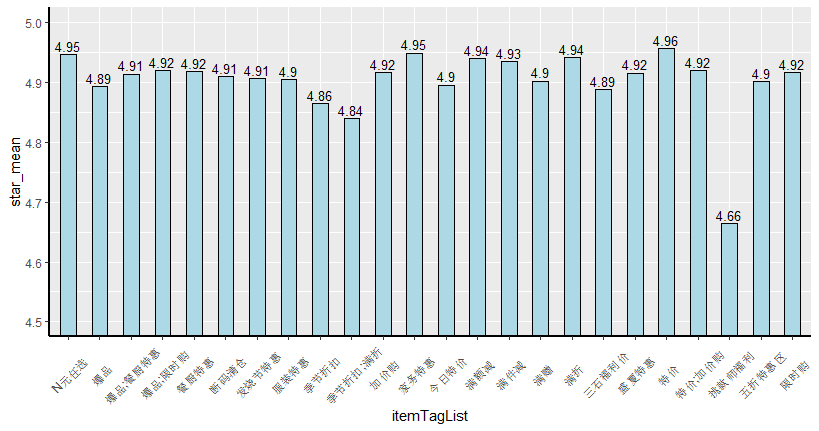 star_mean
5.0
4.9
4.8
4.7
4.6
4.5
4.95
4.89
4.91
4.92
4.92
4.91
4.91
4.9
4.86
4.84
4.92
4.95
4.9
4.94
4.93
4.9
4.94
4.89
4.92
4.96
4.92
4.66
4.9
4.92
N元任选
爆品
爆品;餐厨特惠
爆品;限时购
餐厨特惠
断码清仓
发烧节特惠
服装特惠
季节折扣
季节折扣;满折
加价购
家务特惠
今日特价
满额减
满件减
满赠
满折
三石福利价
盛夏特惠
特价
特价;加价购
挑款师福利
五折特惠区
限时购
itemTagList